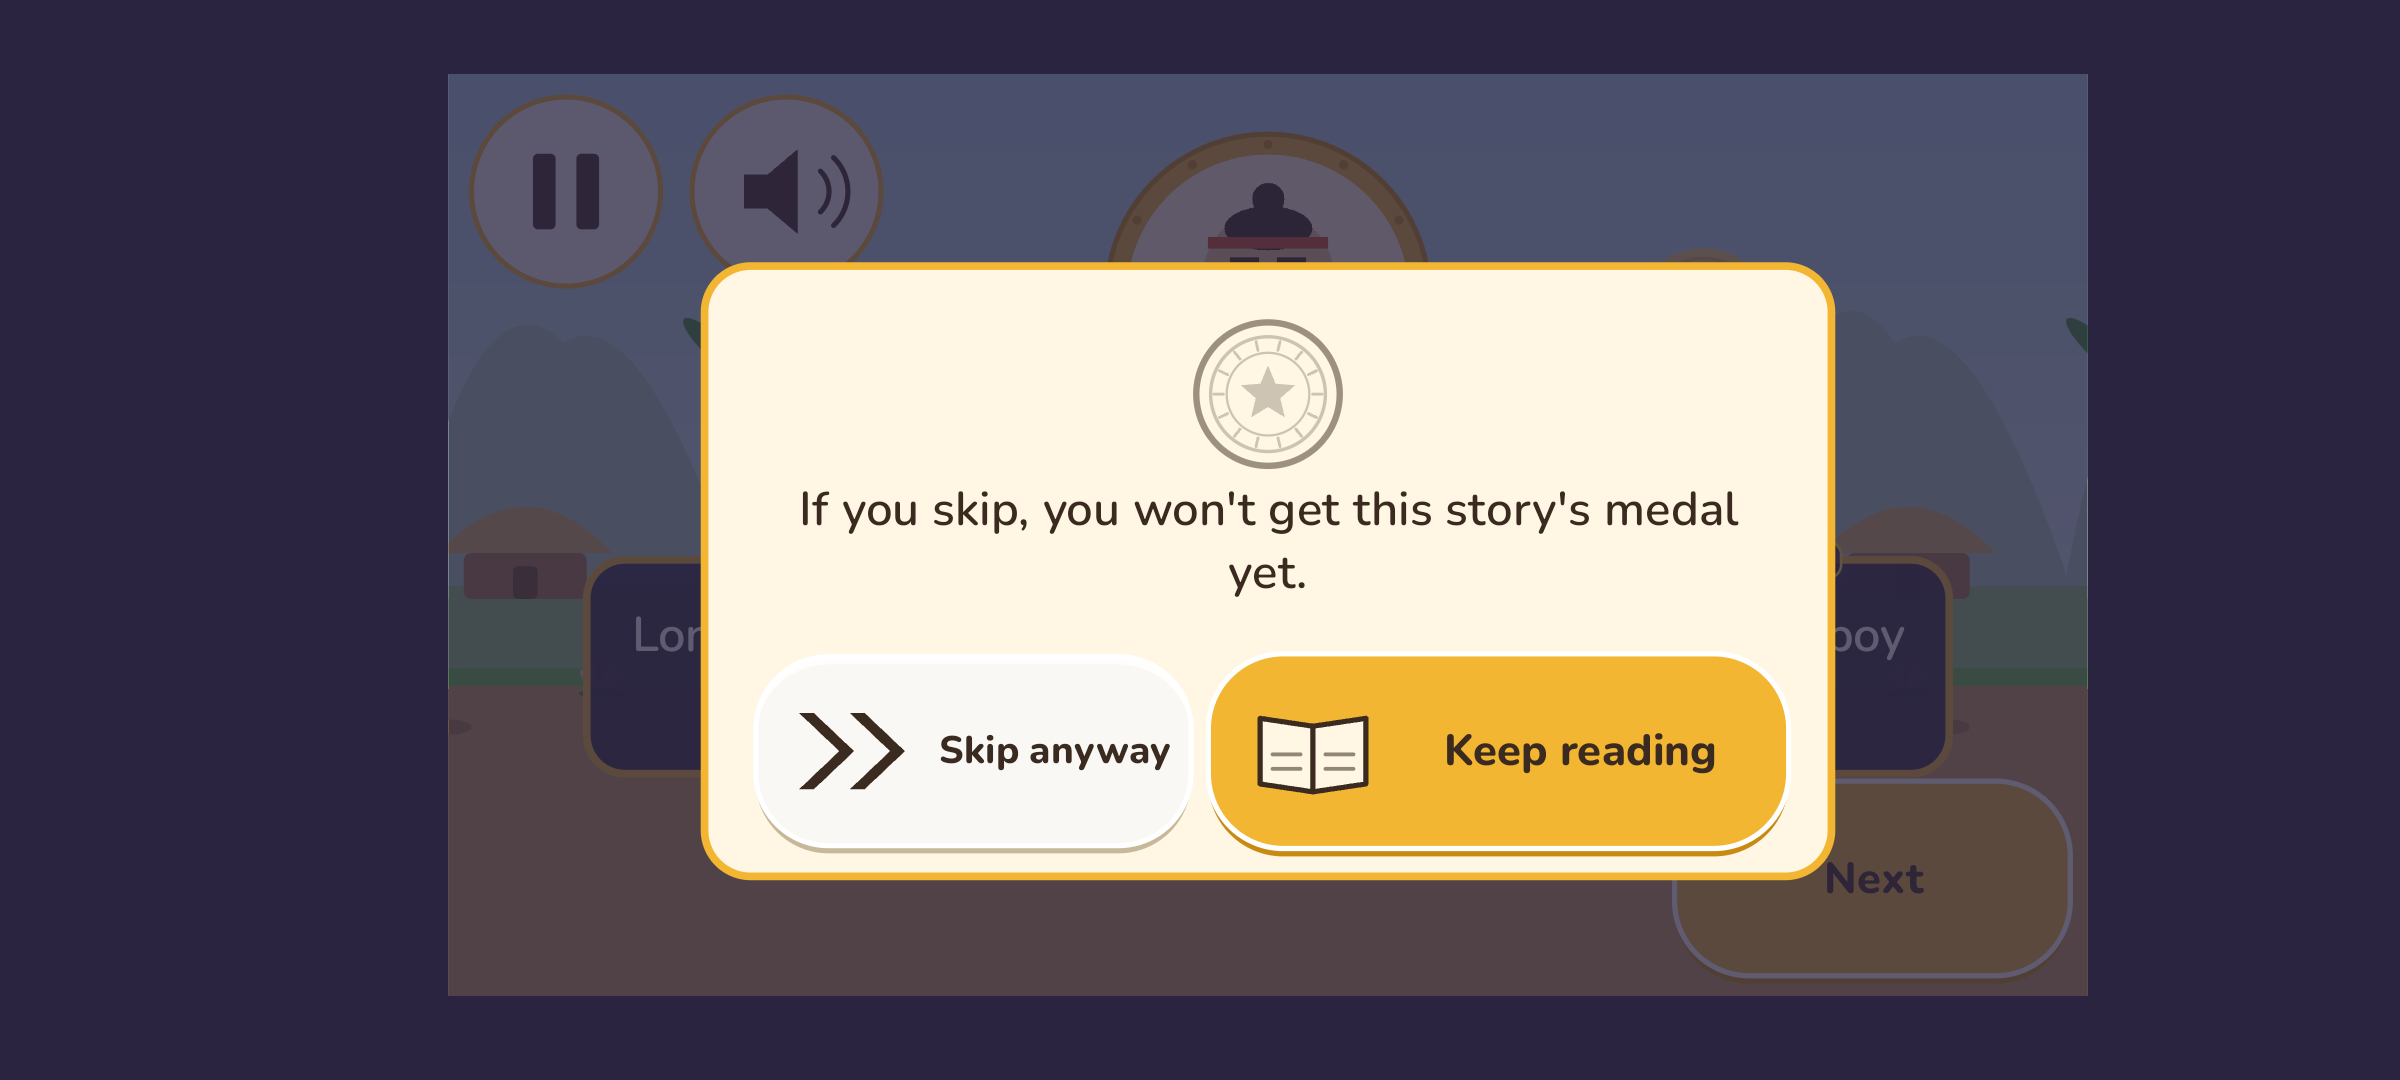 If you skip, you won't get this story's medal
yet.
Skip anyway
Keep reading
Next